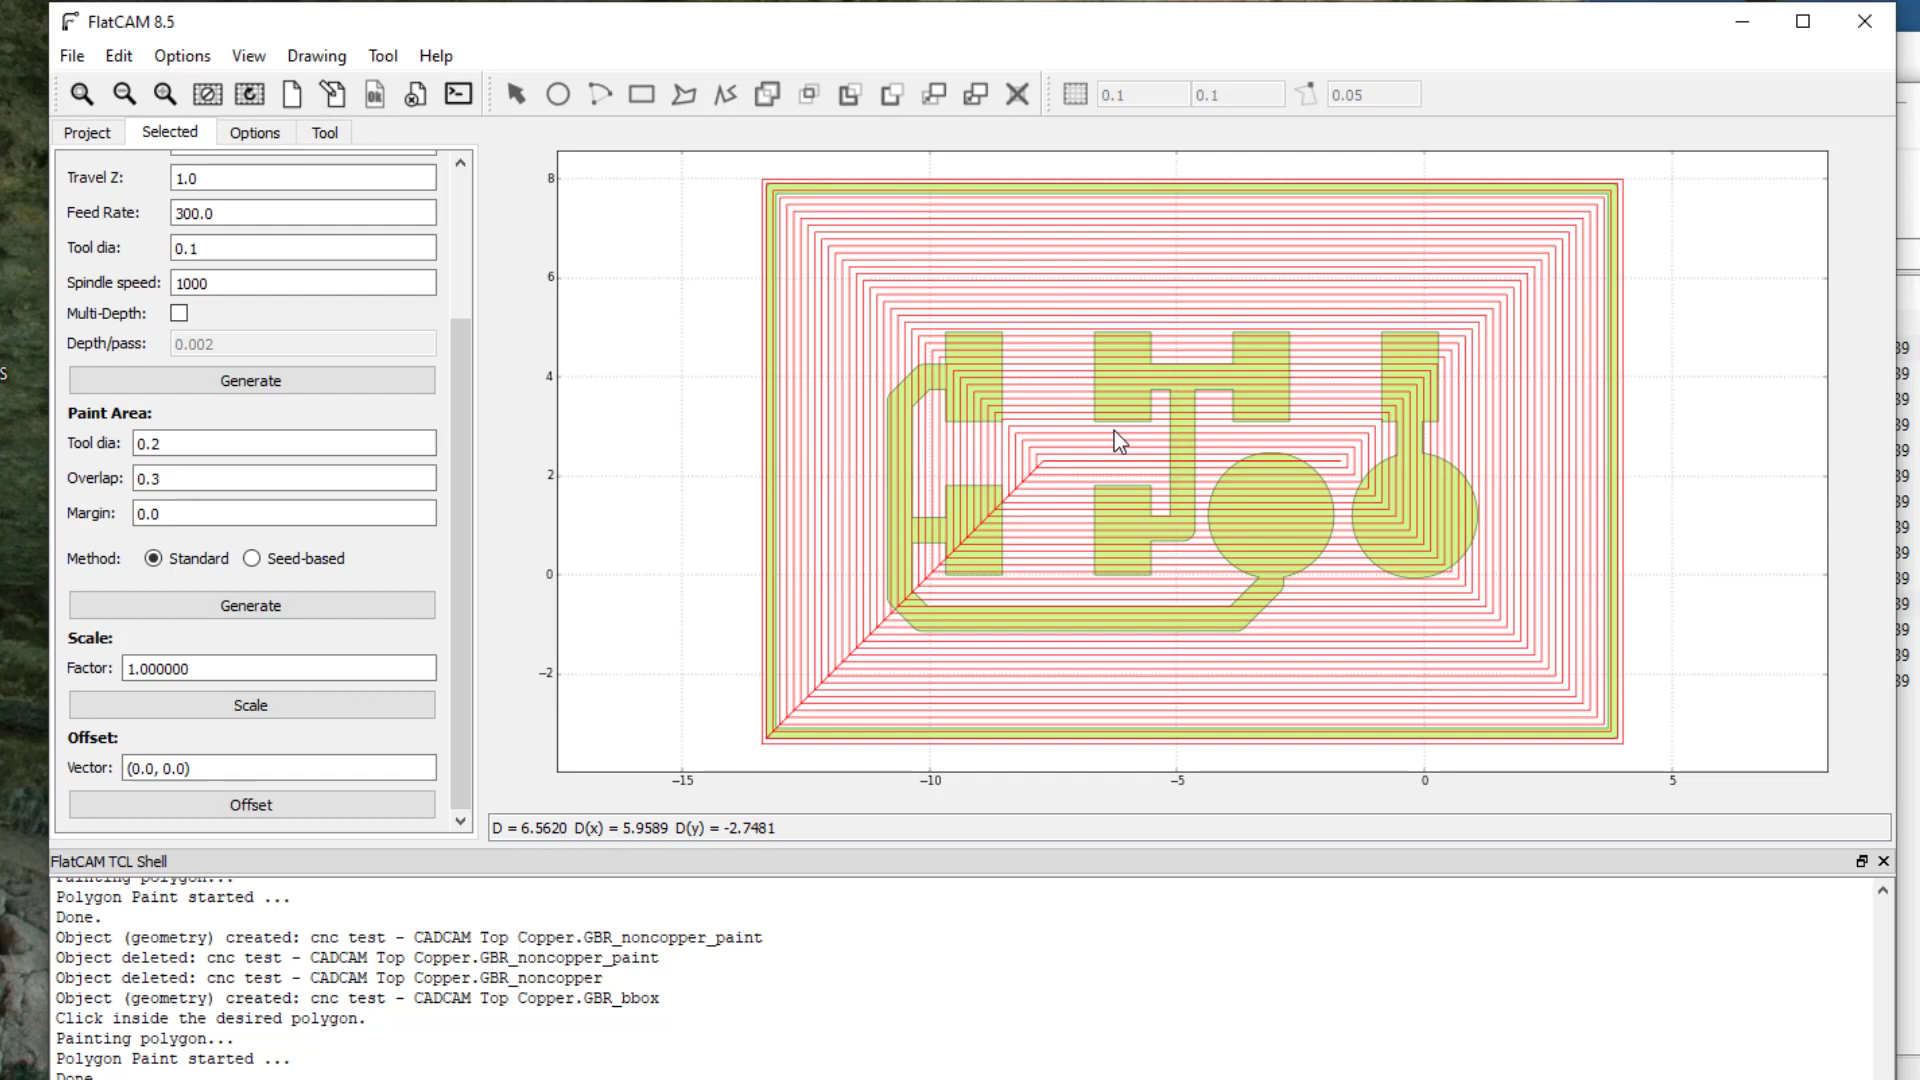 FlatCAM 8.5
File Edit Options View Drawing Tool Help
0.1 0.1 0.05
Project Selected Options Tool
Travel Z: 1.0
Feed Rate: 300.0
Tool dia: 0.1
Spindle speed: 1000
Multi-Depth:
Depth/pass: 0.002
Generate
Paint Area:
Tool dia: 0.2
Overlap: 0.3
Margin: 0.0
Method: Standard Seed-based
Generate
Scale:
Factor: 1.000000
Scale
Offset:
Vector: (0.0, 0.0)
Offset
8
6
4
2
0
−2
−15 −10 −5 0 5
D = 6.5620 D(x) = 5.9589 D(y) = -2.7481
FlatCAM TCL Shell
Painting polygon...
Polygon Paint started ...
Done.
Object (geometry) created: cnc test - CADCAM Top Copper.GBR_noncopper_paint
Object deleted: cnc test - CADCAM Top Copper.GBR_noncopper_paint
Object deleted: cnc test - CADCAM Top Copper.GBR_noncopper
Object (geometry) created: cnc test - CADCAM Top Copper.GBR_bbox
Click inside the desired polygon.
Painting polygon...
Polygon Paint started ...
Done.